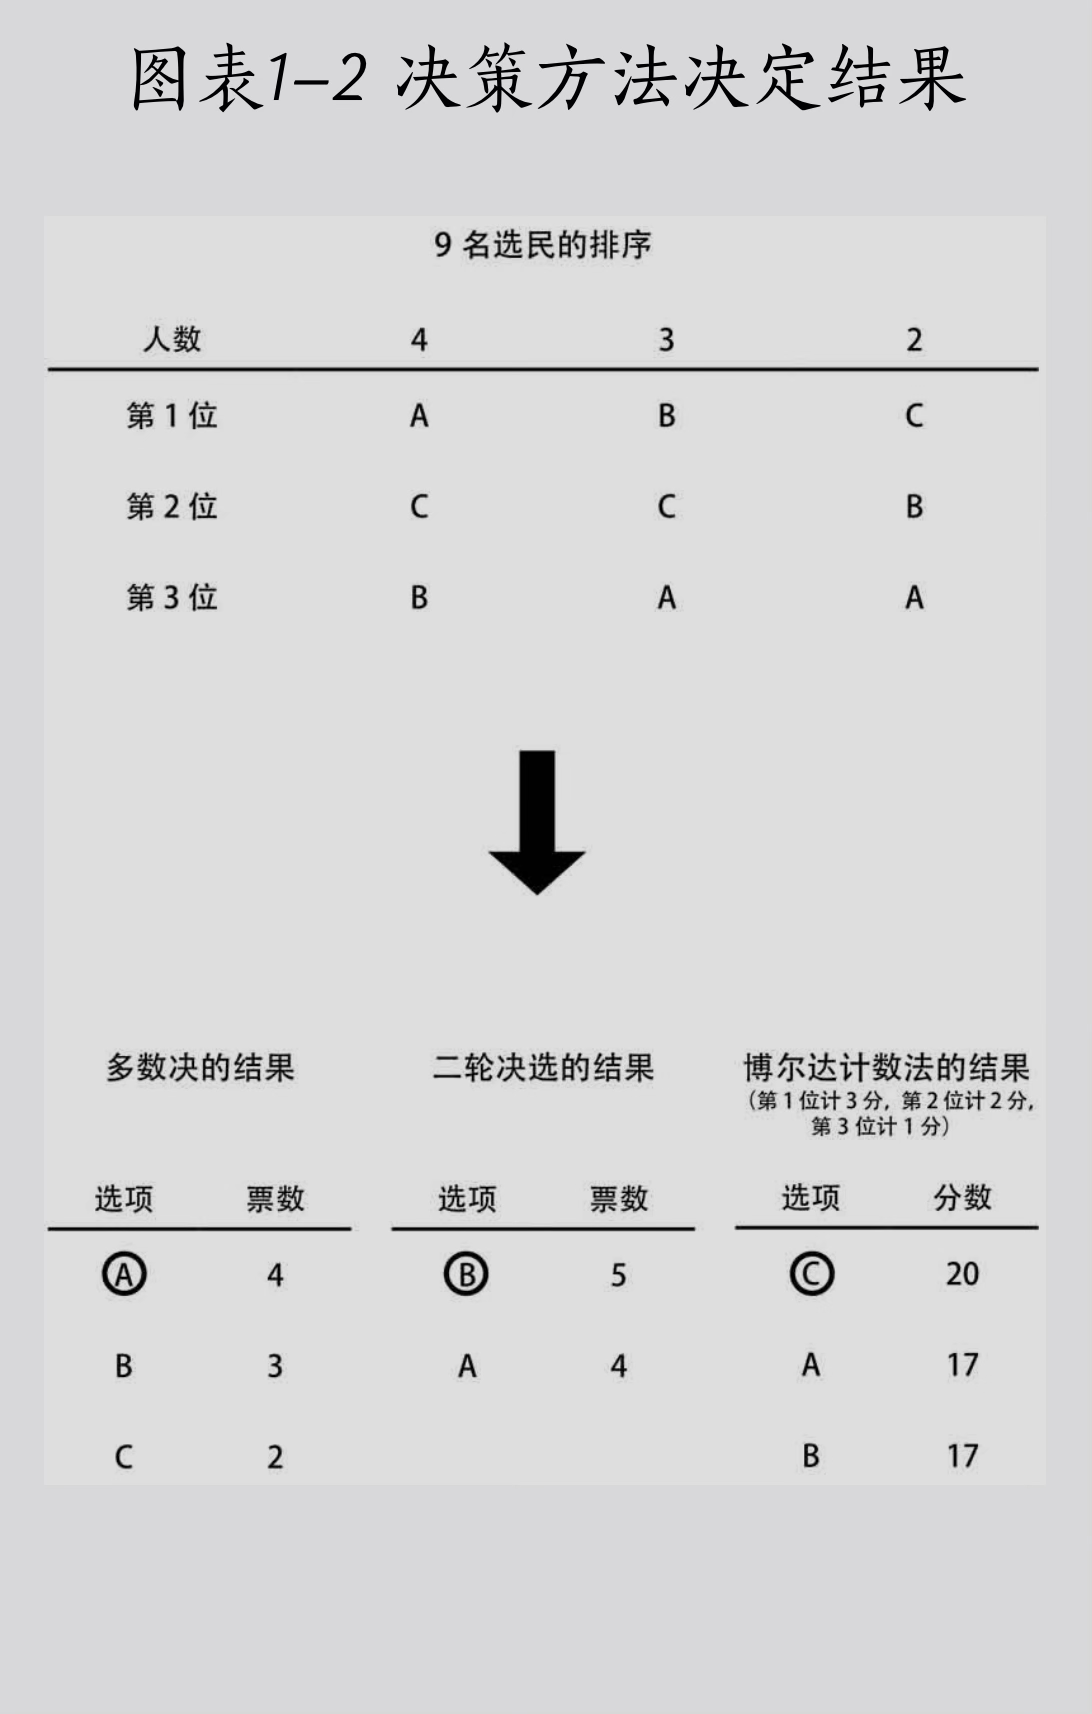 图表1-2 决策方法决定结果
9 名选民的排序
人数 4 3 2
第 1 位 A B C
第 2 位 C C B
第 3 位 B A A
多数决的结果 二轮决选的结果 博尔达计数法的结果
（第 1 位计 3 分, 第 2 位计 2 分,
第 3 位计 1 分）
选项 票数 选项 票数 选项 分数
A 4 B 5 C 20
B 3 A 4 A 17
C 2 B 17